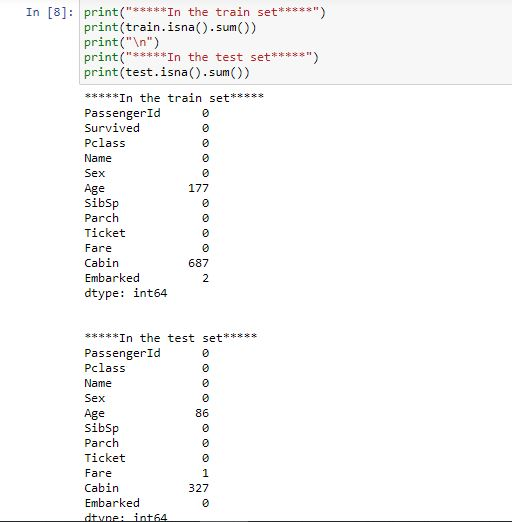 In [8]: print("*****In the train set*****")
print(train.isna().sum())
print("\n")
print("*****In the test set*****")
print(test.isna().sum())
*****In the train set*****
PassengerId 0
Survived 0
Pclass 0
Name 0
Sex 0
Age 177
SibSp 0
Parch 0
Ticket 0
Fare 0
Cabin 687
Embarked 2
dtype: int64
*****In the test set*****
PassengerId 0
Pclass 0
Name 0
Sex 0
Age 86
SibSp 0
Parch 0
Ticket 0
Fare 1
Cabin 327
Embarked 0
dtype: int64